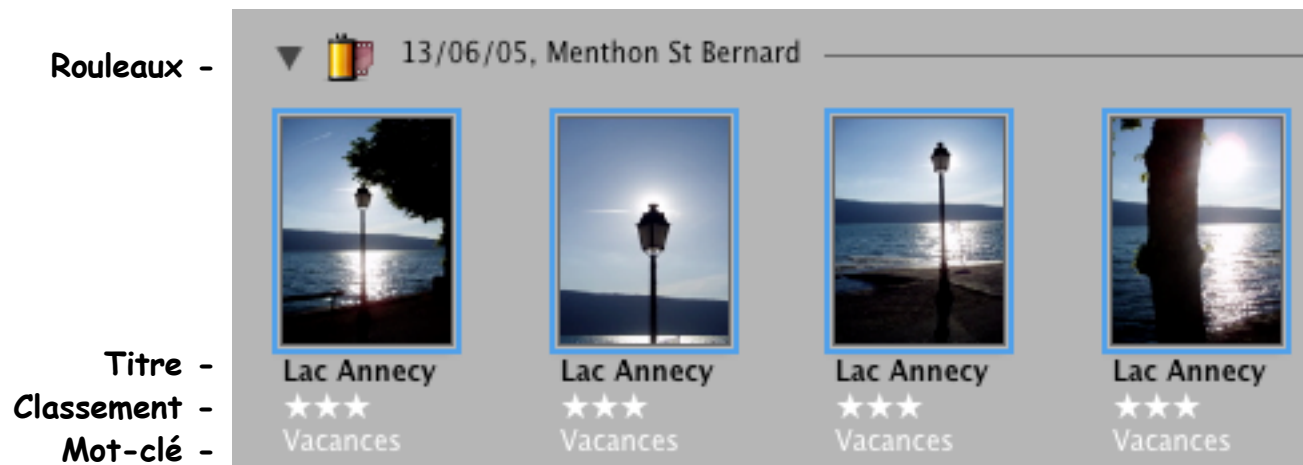 Rouleaux - 13/06/05, Menthon St Bernard
Titre - Lac Annecy Lac Annecy Lac Annecy Lac Annecy
Classement - ★★★ ★★★ ★★★ ★★★
Mot-clé - Vacances Vacances Vacances Vacances